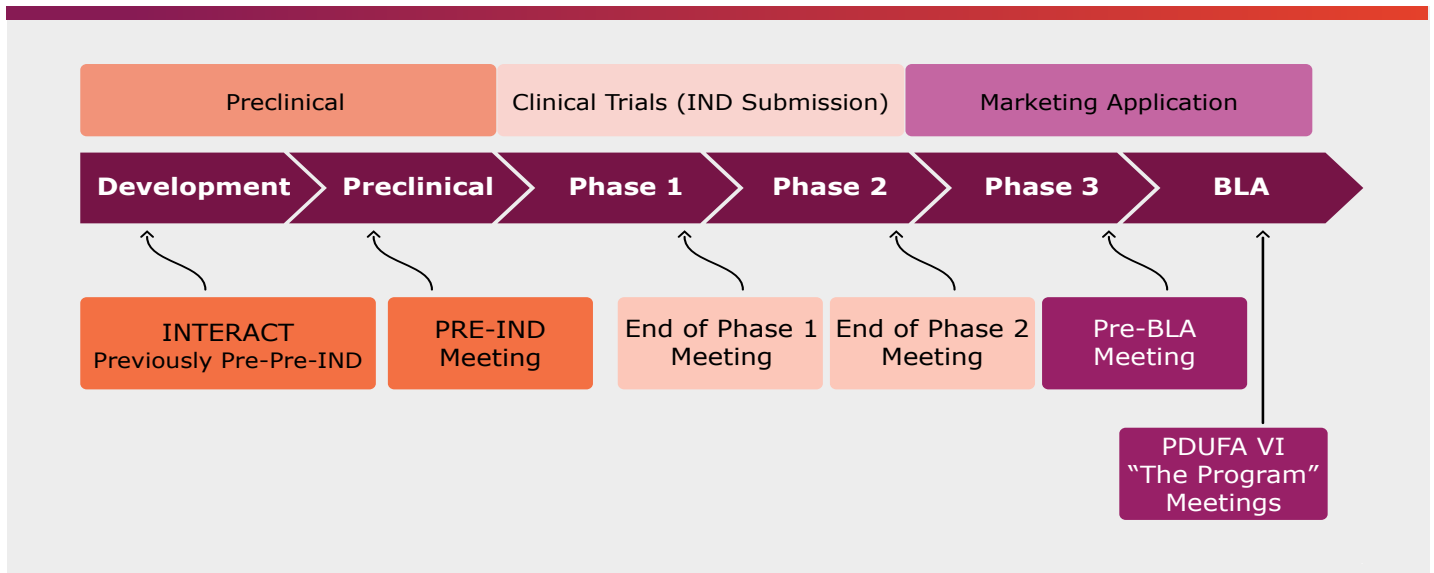 Preclinical
Clinical Trials (IND Submission)
Marketing Application
Development
Preclinical
Phase 1
Phase 2
Phase 3
BLA
INTERACT
Previously Pre-Pre-IND
PRE-IND
Meeting
End of Phase 1
Meeting
End of Phase 2
Meeting
Pre-BLA
Meeting
PDUFA VI
“The Program”
Meetings